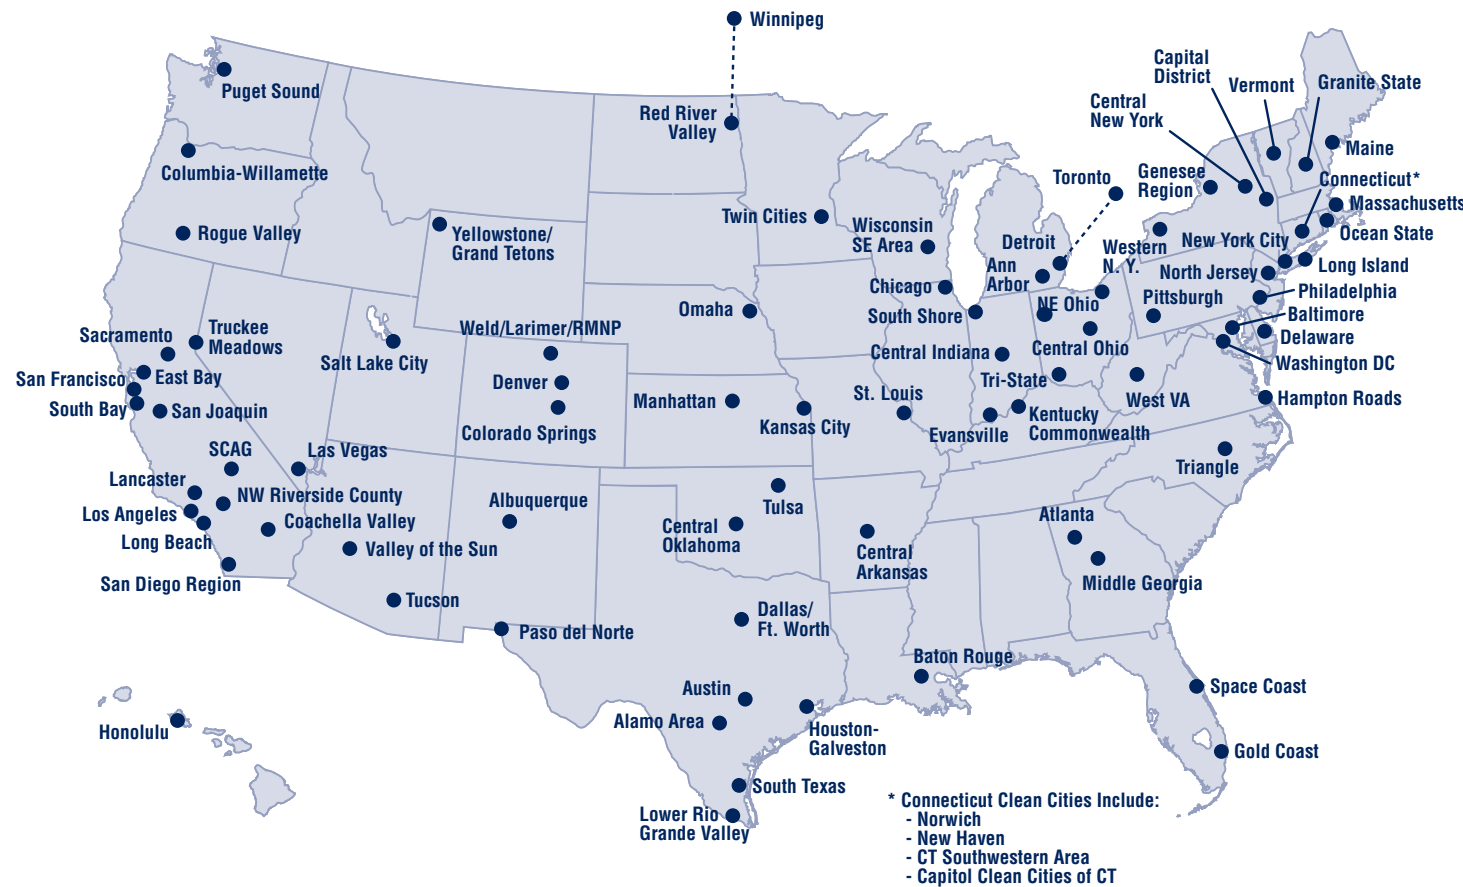 Winnipeg
Puget Sound
Red River
Valley
Columbia-Willamette
Rogue Valley
Yellowstone/
Grand Tetons
Twin Cities
Wisconsin
SE Area
Capital
District
Vermont
Granite State
Central
New York
Maine
Genesee
Region
Toronto
Connecticut*
Massachusetts
Ocean State
Detroit
Western
N. Y.
New York City
Ann
Arbor
North Jersey
Long Island
Chicago
NE Ohio
Pittsburgh
Philadelphia
South Shore
Baltimore
Delaware
Omaha
Sacramento
Truckee
Meadows
Salt Lake City
Weld/Larimer/RMNP
Central Indiana
Central Ohio
Washington DC
San Francisco
East Bay
Denver
Tri-State
South Bay
San Joaquin
Manhattan
St. Louis
West VA
Hampton Roads
Colorado Springs
Kansas City
Evansville
Kentucky
Commonwealth
SCAG
Las Vegas
Triangle
Lancaster
NW Riverside County
Albuquerque
Tulsa
Los Angeles
Coachella Valley
Central
Oklahoma
Atlanta
Long Beach
Valley of the Sun
Central
Arkansas
San Diego Region
Middle Georgia
Tucson
Dallas/
Ft. Worth
Paso del Norte
Baton Rouge
Austin
Space Coast
Alamo Area
Honolulu
Houston-
Galveston
Gold Coast
South Texas
Lower Rio
Grande Valley
* Connecticut Clean Cities Include:
- Norwich
- New Haven
- CT Southwestern Area
- Capitol Clean Cities of CT